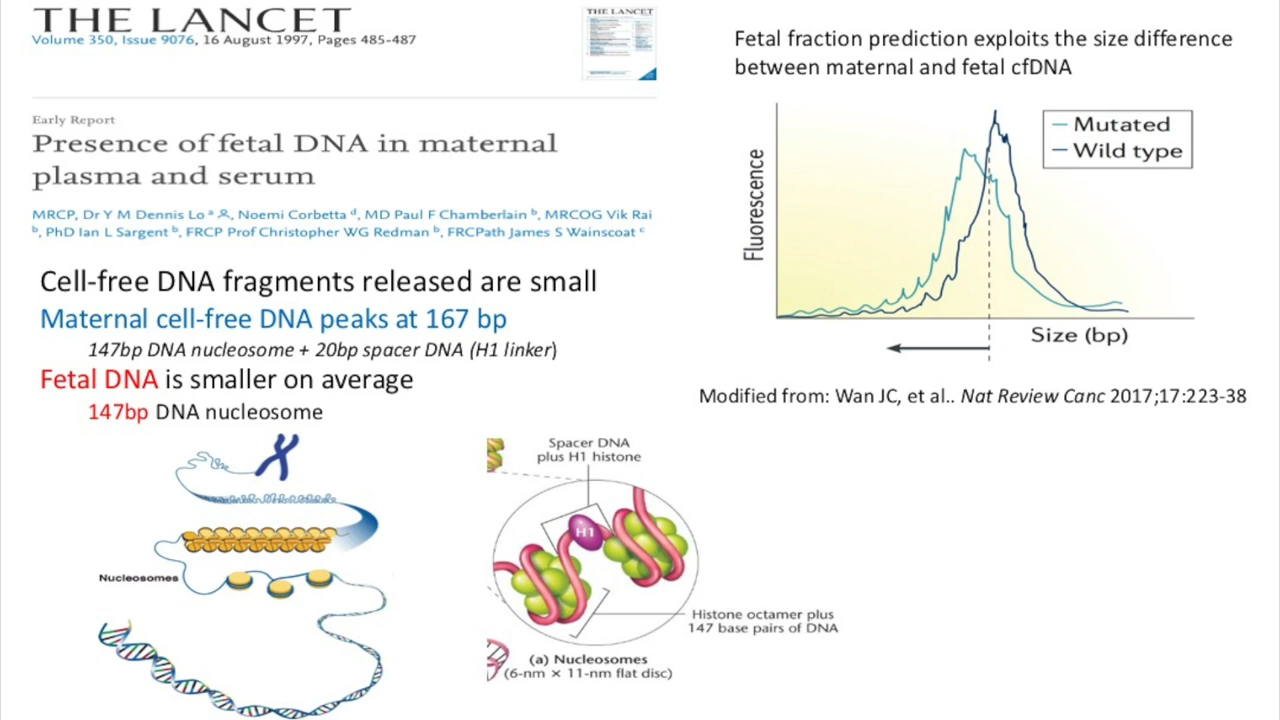 THE LANCET
Volume 350, Issue 9076, 16 August 1997, Pages 485-487
THE LANCET
Early Report
Presence of fetal DNA in maternal
plasma and serum
MRCP, Dr Y M Dennis Lo a, Noemi Corbetta d, MD Paul F Chamberlain b, MRCOG Vik Rai
b, PhD Ian L Sargent b, FRCP Prof Christopher WG Redman b, FRCPath James S Wainscoat c
Cell-free DNA fragments released are small
Maternal cell-free DNA peaks at 167 bp
147bp DNA nucleosome + 20bp spacer DNA (H1 linker)
Fetal DNA is smaller on average
147bp DNA nucleosome
Nucleosomes
Spacer DNA
plus H1 histone
H1
Histone octamer plus
147 base pairs of DNA
(a) Nucleosomes
(6-nm × 11-nm flat disc)
Fetal fraction prediction exploits the size difference
between maternal and fetal cfDNA
Mutated
Wild type
Fluorescence
Size (bp)
Modified from: Wan JC, et al.. Nat Review Canc 2017;17:223-38